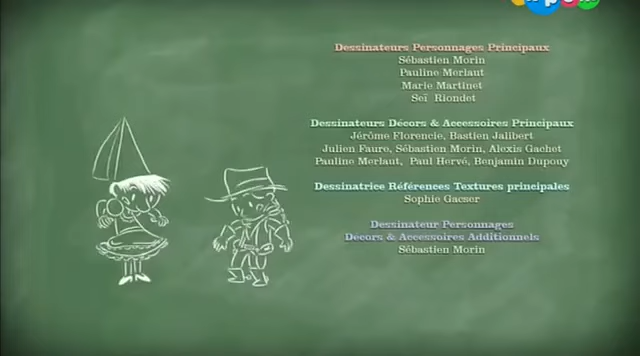 Dessinateurs Personnages Principaux
Sébastien Morin
Pauline Merlaut
Marie Martinet
Seï Riondet
Dessinateurs Décors & Accessoires Principaux
Jérôme Florencie, Bastien Jalibert
Julien Faure, Sébastien Morin, Alexis Gachet
Pauline Merlaut, Paul Hervé, Benjamin Dupouy
Dessinatrice Références Textures principales
Sophie Gacser
Dessinateur Personnages
Décors & Accessoires Additionnels
Sébastien Morin